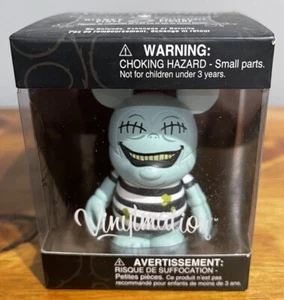 WARNING:
CHOKING HAZARD - Small parts.
Not for children under 3 years.
Vinylmation
AVERTISSEMENT:
RISQUE DE SUFFOCATION -
Petites pièces. Ce produit n'est pas
recommandé pour enfants de moins de 3 ans.